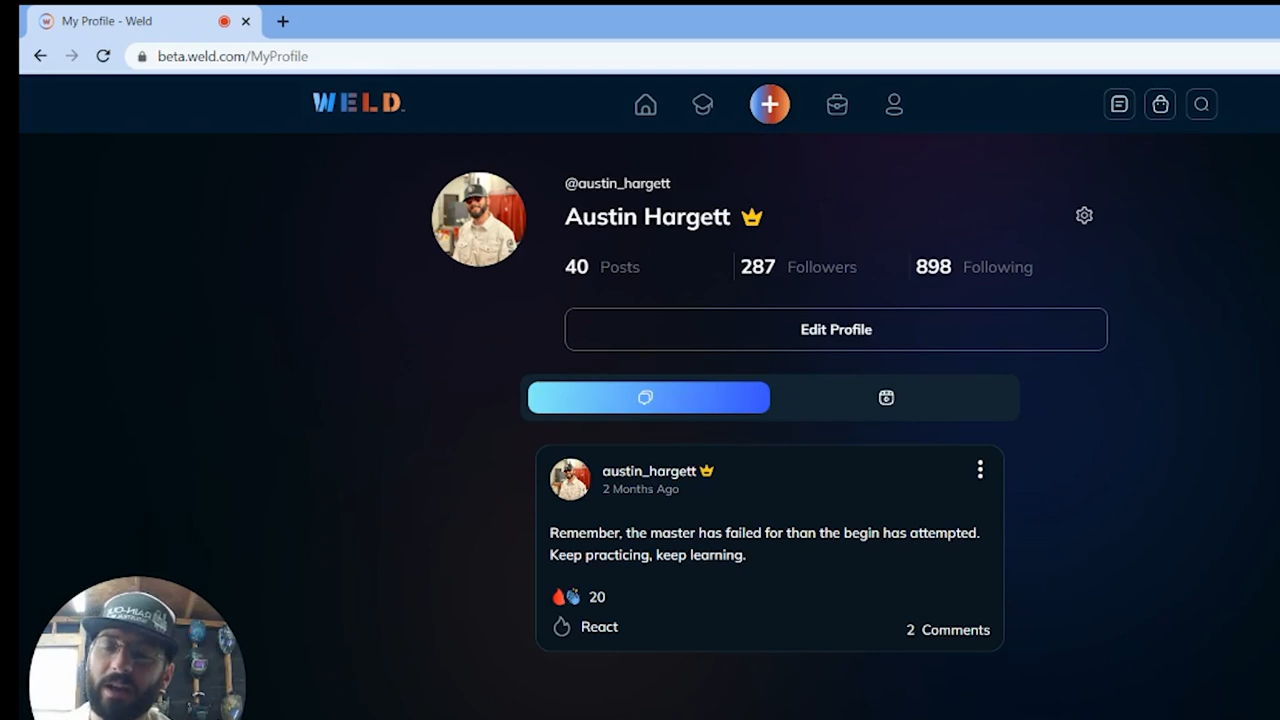 My Profile - Weld
beta.weld.com/MyProfile
WELD
@austin_hargett
Austin Hargett
40 Posts 287 Followers 898 Following
Edit Profile
austin_hargett
2 Months Ago
Remember, the master has failed for than the begin has attempted.
Keep practicing, keep learning.
20
React
2 Comments